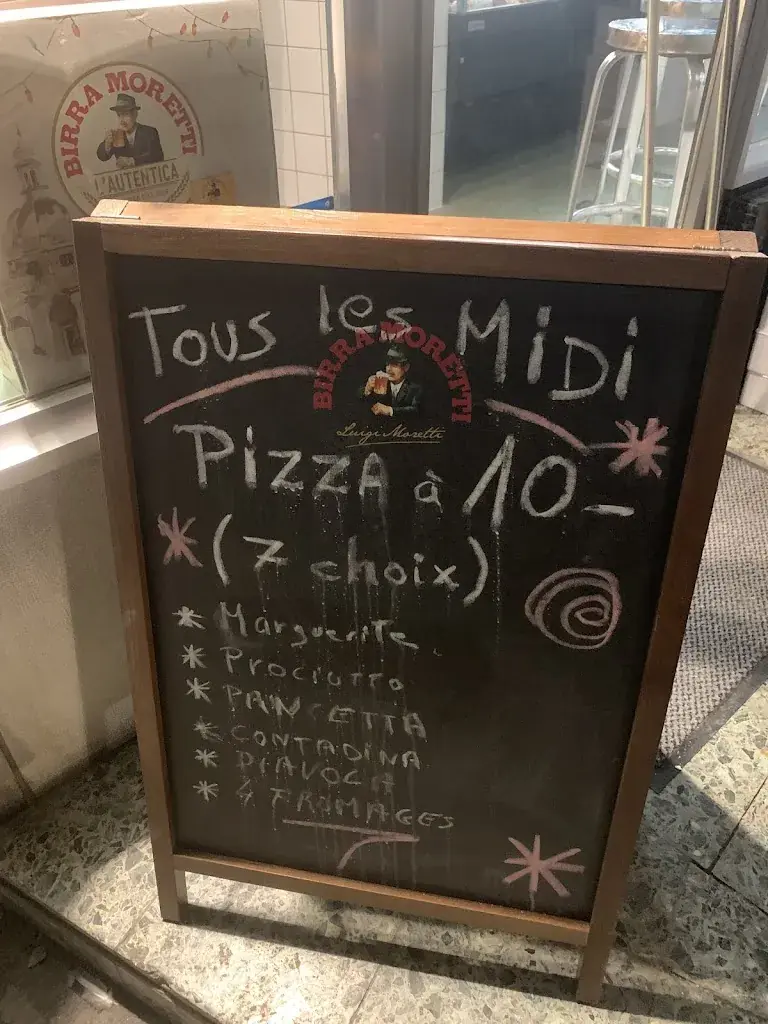 BIRRA MORETTI
L'AUTENTICA
Tous les MiDi
BIRRA MORETTI
Luigi Moretti
Pizza à 10-
(7 choix)
* Marguerite
* Prociutto
* PANCETTA
* CONTADINA
* DIAVOLA
* 4 FROMAGES